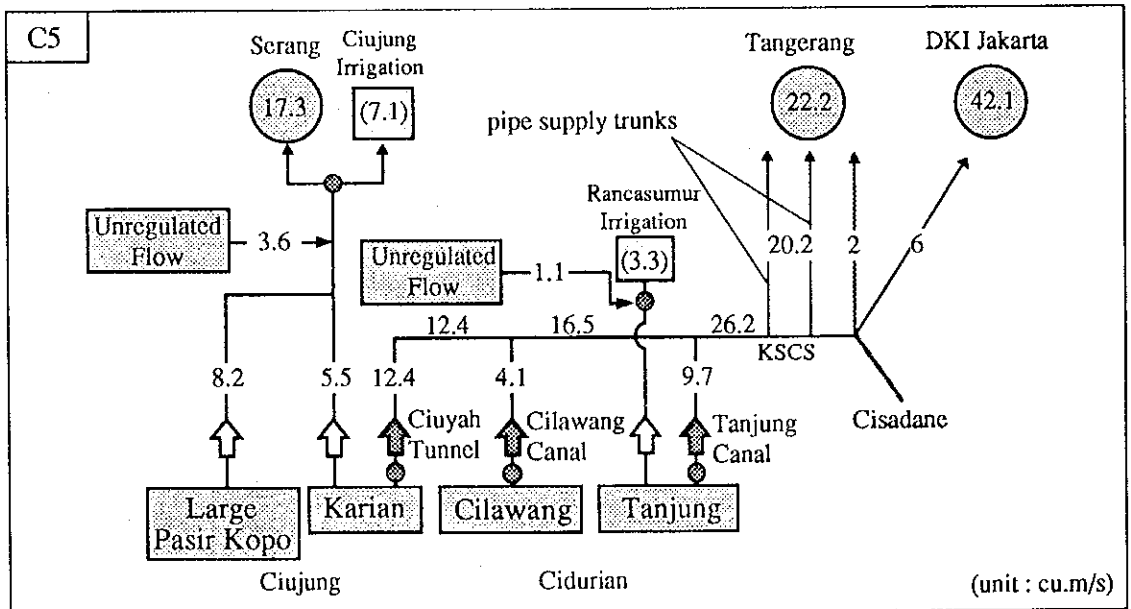 C5
Serang
17.3
Ciujung
Irrigation
(7.1)
Tangerang
22.2
DKI Jakarta
42.1
pipe supply trunks
Unregulated
Flow
3.6
Unregulated
Flow
1.1
Rancasumur
Irrigation
(3.3)
20.2
2
6
12.4
16.5
26.2
KSCS
8.2
5.5
12.4
4.1
9.7
Cisadane
Ciuyah
Tunnel
Cilawang
Canal
Tanjung
Canal
Large
Pasir Kopo
Karian
Cilawang
Tanjung
Ciujung
Cidurian
(unit : cu.m/s)